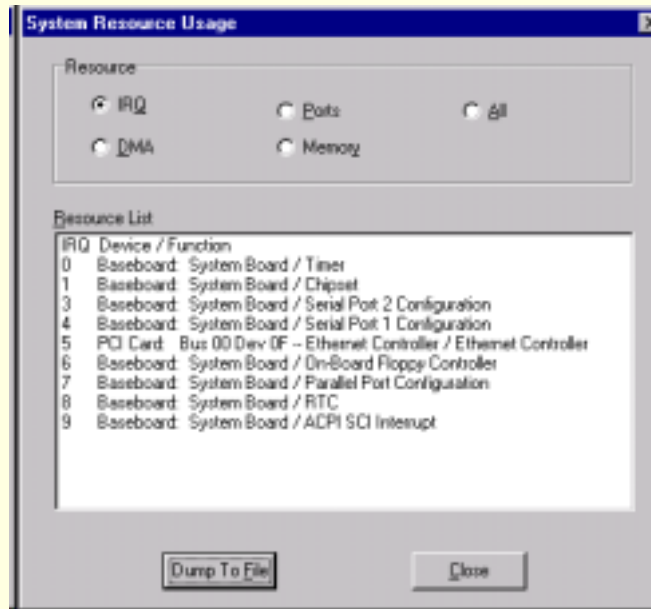 System Resource Usage
Resource
IRQ
Ports
All
DMA
Memory
Resource List
IRQ Device / Function
0 Baseboard: System Board / Timer
1 Baseboard: System Board / Chipset
3 Baseboard: System Board / Serial Port 2 Configuration
4 Baseboard: System Board / Serial Port 1 Configuration
5 PCI Card: Bus 00 Dev 0F -- Ethernet Controller / Ethernet Controller
6 Baseboard: System Board / On-Board Floppy Controller
7 Baseboard: System Board / Parallel Port Configuration
8 Baseboard: System Board / RTC
9 Baseboard: System Board / ACPI SCI Interrupt
Dump To File
Close